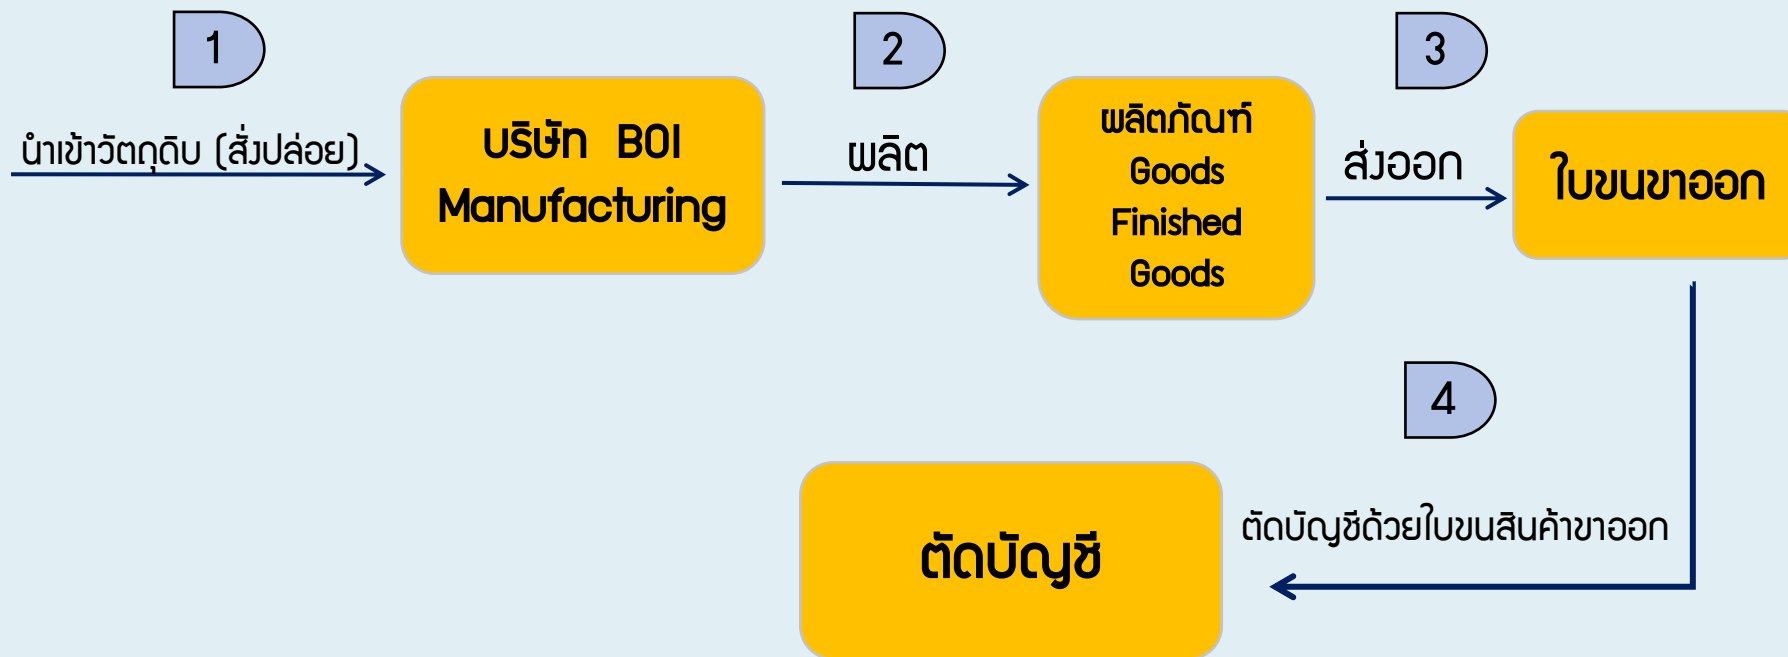 1
2
3
นำเข้าวัตถุดิบ (สั่งปล่อย)
บริษัท BOI
Manufacturing
ผลิต
ผลิตภัณฑ์
Goods
Finished
Goods
ส่งออก
ใบขนขาออก
4
ตัดบัญชี
ตัดบัญชีด้วยใบขนสินค้าขาออก